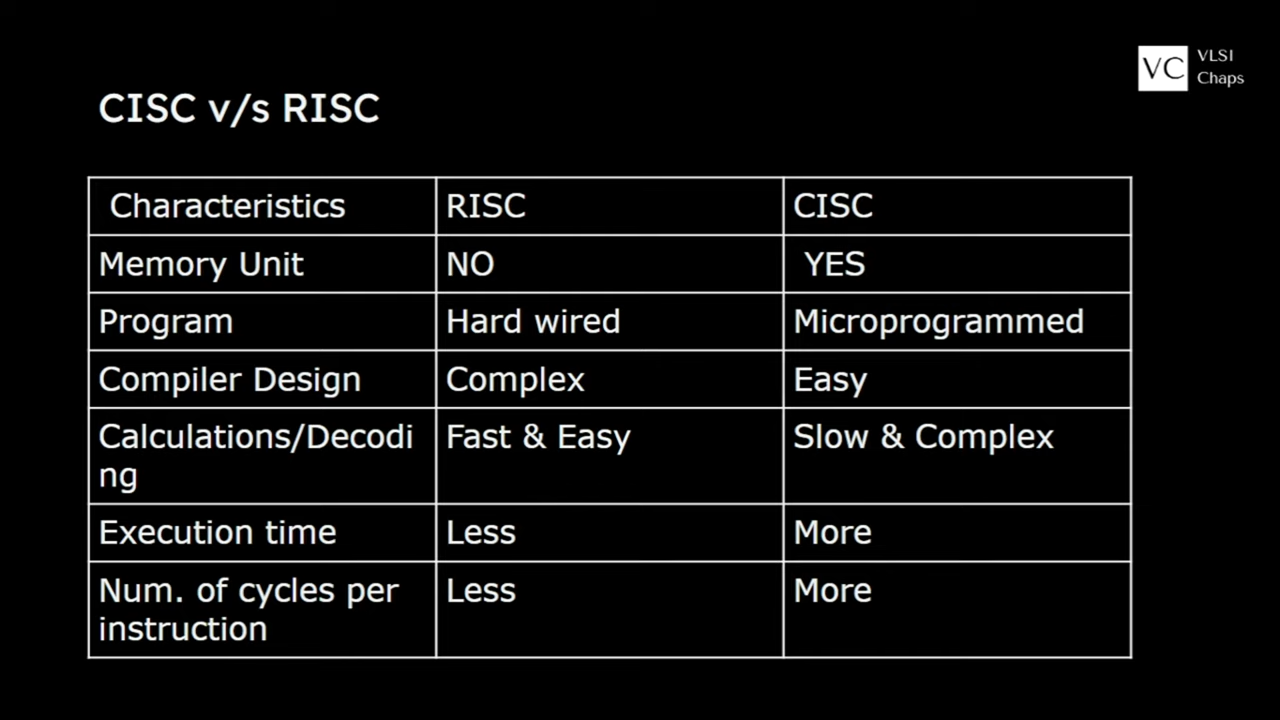 VC VLSI
Chaps
CISC v/s RISC
Characteristics RISC CISC
Memory Unit NO YES
Program Hard wired Microprogrammed
Compiler Design Complex Easy
Calculations/Decodi Fast & Easy Slow & Complex
ng
Execution time Less More
Num. of cycles per Less More
instruction